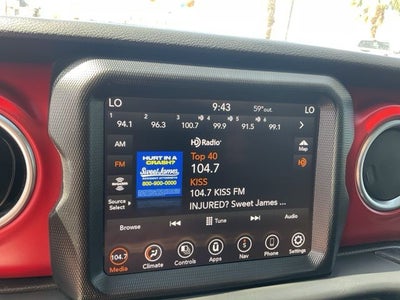 LO 9:43 59°out LO
1 2 3 4 5 6
94.1 96.3 100.7 99.9 91.5 99.1
AM
HD Radio
Map
FM
HURT IN A
CRASH?
Sweet James
800-900-0000
Top 40
104.7
HD
KISS
104.7 KISS FM
Source
Select
INJURED? Sweet James ...
Browse
Tune
Audio
104.7
Media
Climate
Controls
Apps
Nav
Phone
Settings